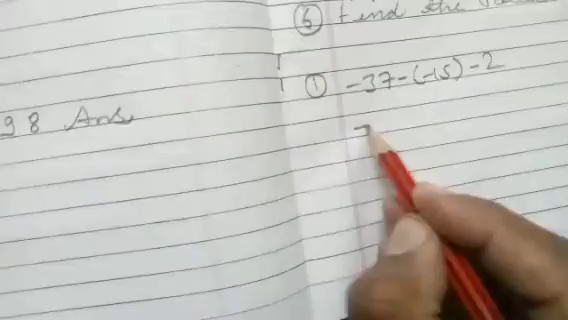 98 Ans
⑤ Find the
① -37-(-15)-2